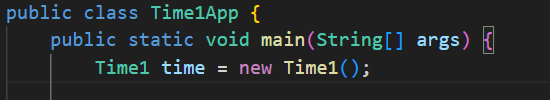 public class Time1App {
public static void main(String[] args) {
Time1 time = new Time1();